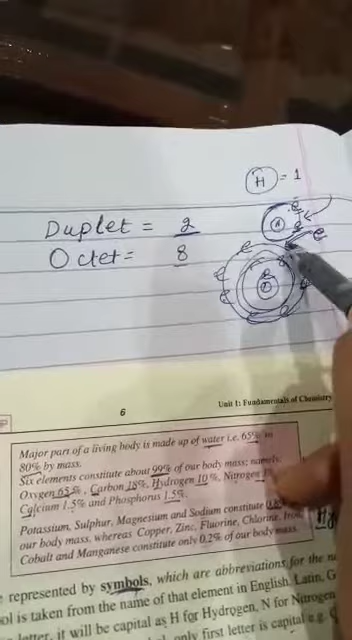 H = 1
Duplet = 2
Octet = 8
6
Unit 1: Fundamentals of Chemistry
Major part of a living body is made up of water i.e. 65% to
80% by mass.
Six elements constitute about 99% of our body mass; namely,
Oxygen 65%, Carbon 18%, Hydrogen 10%, Nitrogen
Calcium 1.5% and Phosphorus 1.5%.
Potassium, Sulphur, Magnesium and Sodium constitute
our body mass, whereas Copper, Zinc, Fluorine, Chlorine, Iron,
Cobalt and Manganese constitute only 0.2% of our body mass.
represented by symbols, which are abbreviations for the
is taken from the name of that element in English, Latin, G
letter, it will be capital as H for Hydrogen, N for Nitrogen
only first letter is capital e.g.